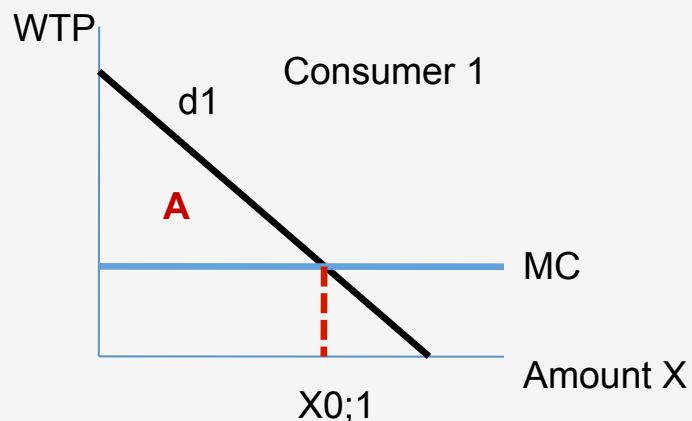 WTP
Consumer 1
d1
A
MC
Amount X
X0;1